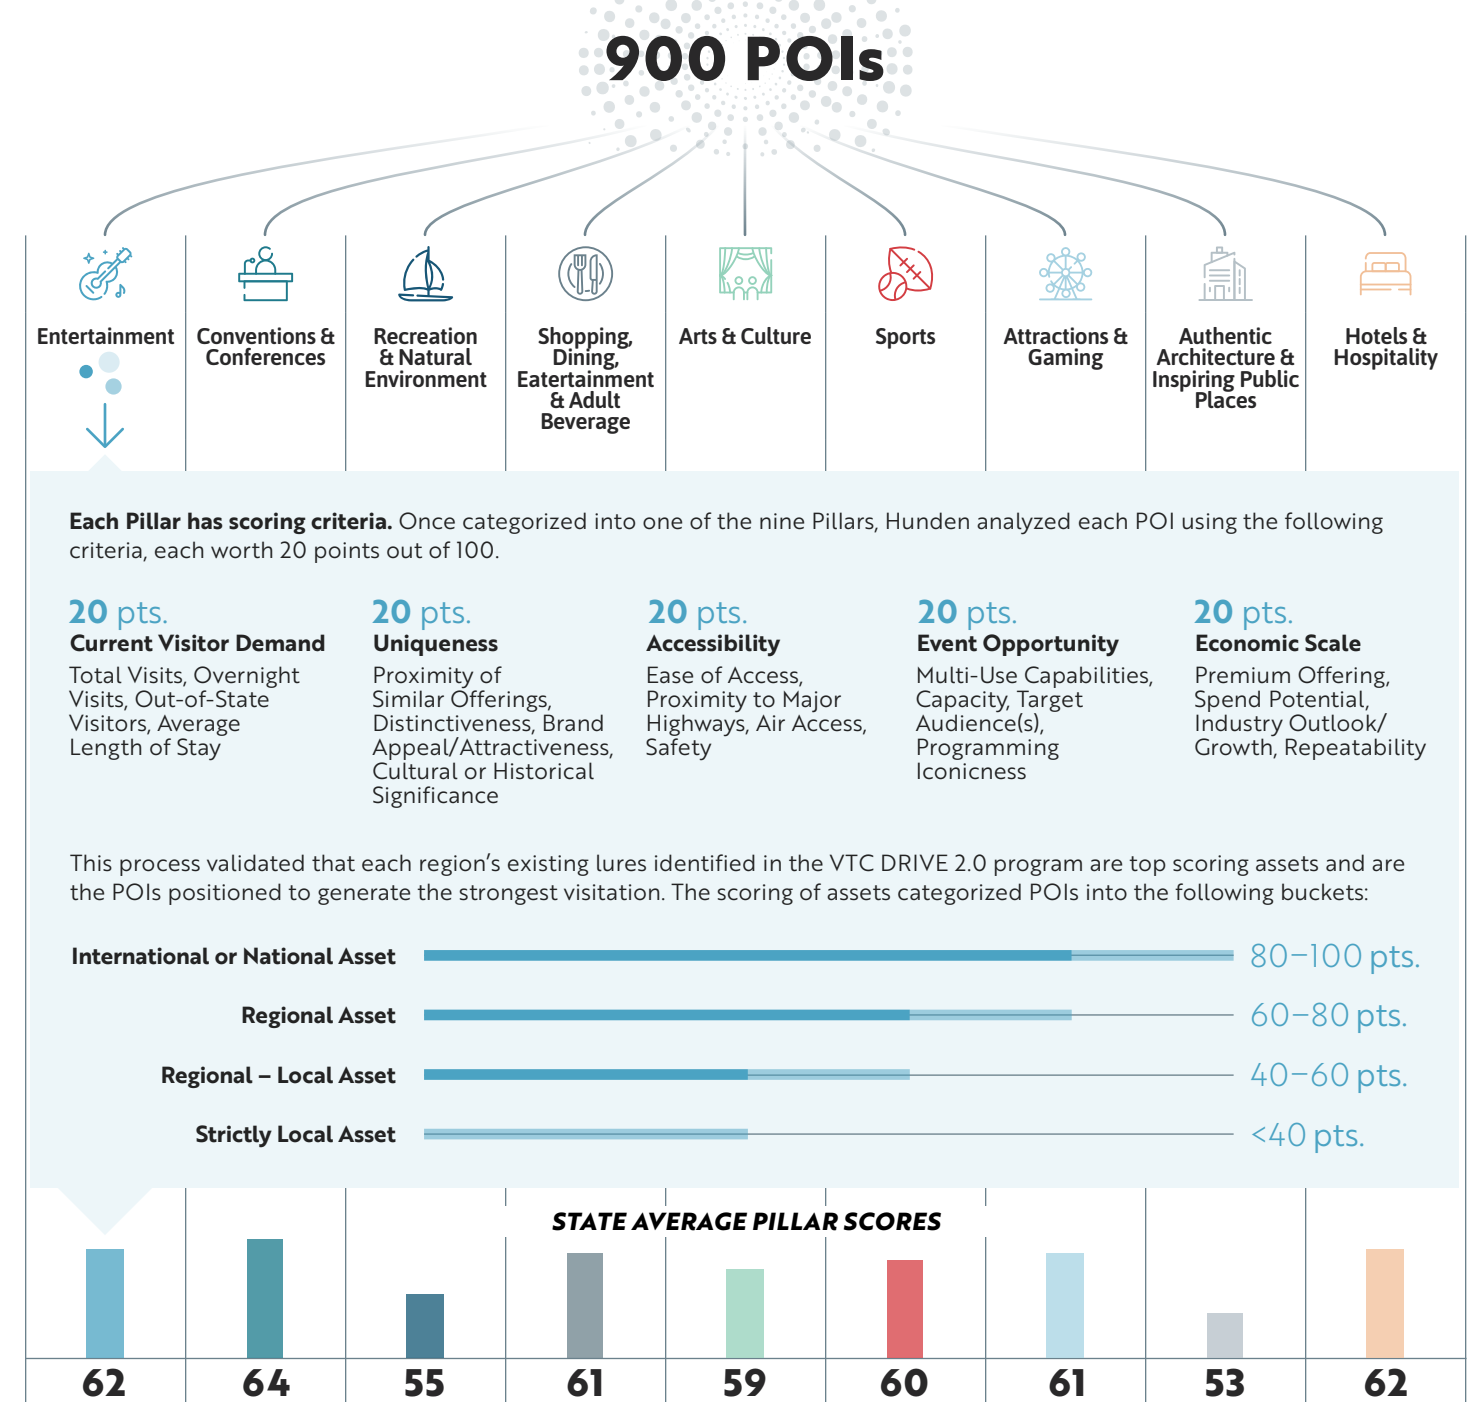 900 POIs
Entertainment
Conventions &
Conferences
Recreation
& Natural
Environment
Shopping,
Dining,
Eatertainment
& Adult
Beverage
Arts & Culture
Sports
Attractions &
Gaming
Authentic
Architecture &
Inspiring Public
Places
Hotels &
Hospitality
Each Pillar has scoring criteria. Once categorized into one of the nine Pillars, Hunden analyzed each POI using the following
criteria, each worth 20 points out of 100.
20 pts.
Current Visitor Demand
Total Visits, Overnight
Visits, Out-of-State
Visitors, Average
Length of Stay
20 pts.
Uniqueness
Proximity of
Similar Offerings,
Distinctiveness, Brand
Appeal/Attractiveness,
Cultural or Historical
Significance
20 pts.
Accessibility
Ease of Access,
Proximity to Major
Highways, Air Access,
Safety
20 pts.
Event Opportunity
Multi-Use Capabilities,
Capacity, Target
Audience(s),
Programming
Iconicness
20 pts.
Economic Scale
Premium Offering,
Spend Potential,
Industry Outlook/
Growth, Repeatability
This process validated that each region's existing lures identified in the VTC DRIVE 2.0 program are top scoring assets and are
the POIs positioned to generate the strongest visitation. The scoring of assets categorized POIs into the following buckets:
International or National Asset 80–100 pts.
Regional Asset 60–80 pts.
Regional – Local Asset 40–60 pts.
Strictly Local Asset <40 pts.
STATE AVERAGE PILLAR SCORES
62 64 55 61 59 60 61 53 62